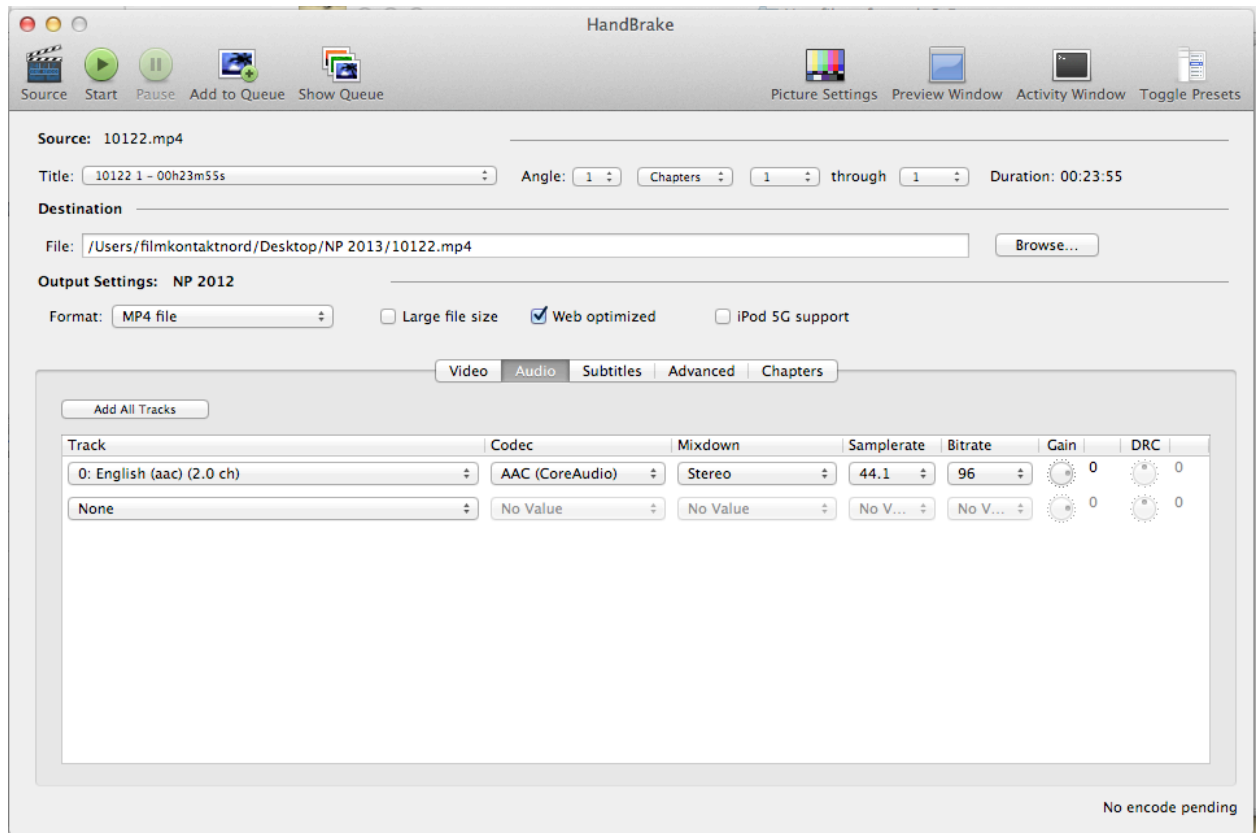 HandBrake
Source Start Pause Add to Queue Show Queue Picture Settings Preview Window Activity Window Toggle Presets
Source: 10122.mp4
Title: 10122 1 - 00h23m55s Angle: 1 Chapters 1 through 1 Duration: 00:23:55
Destination
File: /Users/filmkontaktnord/Desktop/NP 2013/10122.mp4 Browse...
Output Settings: NP 2012
Format: MP4 file Large file size Web optimized iPod 5G support
Video Audio Subtitles Advanced Chapters
Add All Tracks
Track Codec Mixdown Samplerate Bitrate Gain DRC
0: English (aac) (2.0 ch) AAC (CoreAudio) Stereo 44.1 96 0 0
None No Value No Value No V... No V... 0 0
No encode pending